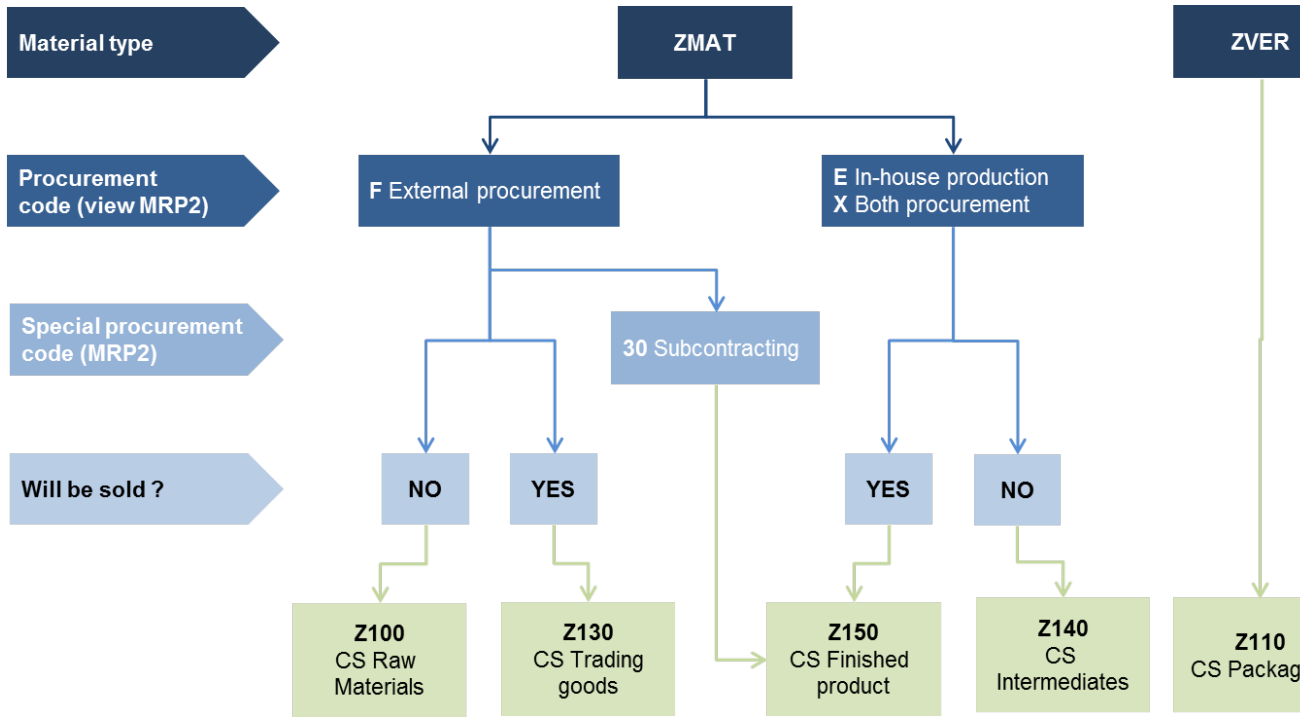 Material type
ZMAT
ZVER
Procurement
code (view MRP2)
F External procurement
E In-house production
X Both procurement
Special procurement
code (MRP2)
30 Subcontracting
Will be sold ?
NO
YES
YES
NO
Z100
CS Raw
Materials
Z130
CS Trading
goods
Z150
CS Finished
product
Z140
CS
Intermediates
Z110
CS Packag